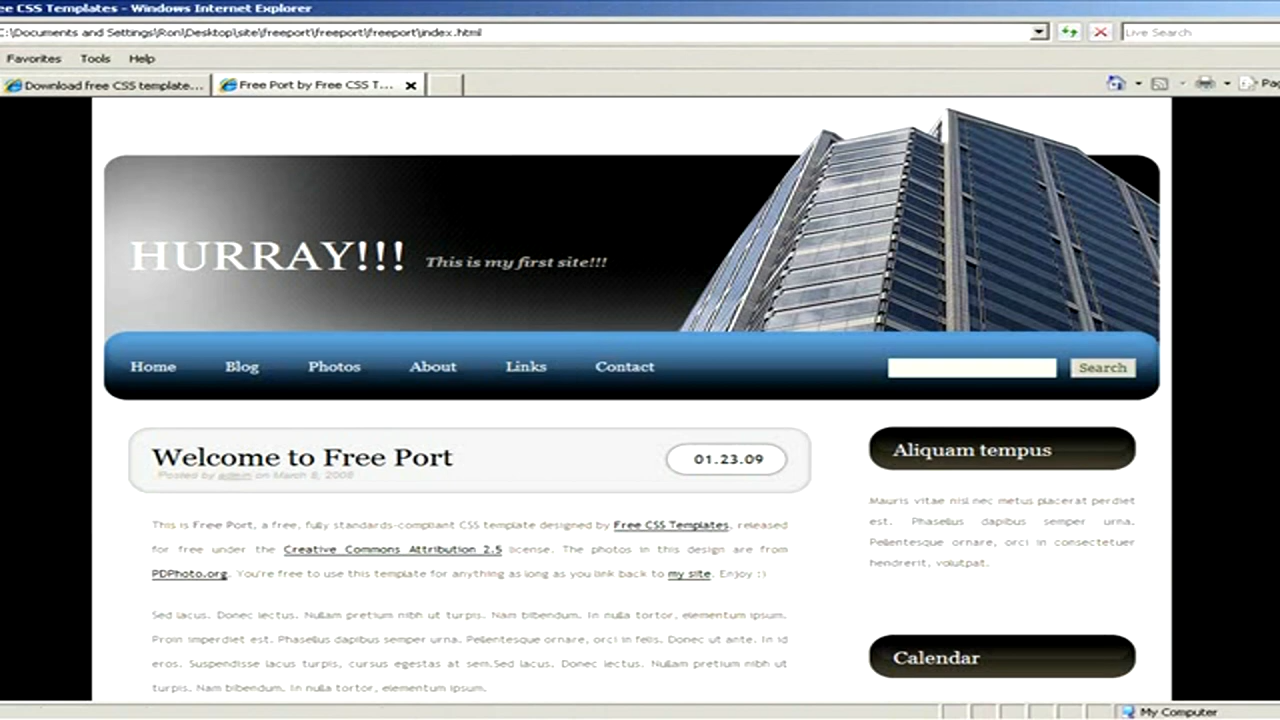 ee CSS Templates - Windows Internet Explorer
C:\Documents and Settings\Ron\Desktop\site\freeport\freeport\freeport\index.html
Live Search
Favorites Tools Help
Download free CSS template... Free Port by Free CSS T...
HURRAY!!! This is my first site!!!
Home Blog Photos About Links Contact Search
Welcome to Free Port
01.23.09
Posted by admin on March 8, 2008
Aliquam tempus
This is Free Port, a free, fully standards-compliant CSS template designed by Free CSS Templates, released
for free under the Creative Commons Attribution 2.5 license. The photos in this design are from
PDPhoto.org. You're free to use this template for anything as long as you link back to my site. Enjoy :)
Sed lacus. Donec lectus. Nullam pretium nibh ut turpis. Nam bibendum. In nulla tortor, elementum ipsum.
Proin imperdiet est. Phasellus dapibus semper urna. Pellentesque ornare, orci in felis. Donec ut ante. In id
eros. Suspendisse lacus turpis, cursus egestas at sem.Sed lacus. Donec lectus. Nullam pretium nibh ut
turpis. Nam bibendum. In nulla tortor, elementum ipsum.
Mauris vitae nisl nec metus placerat perdiet
est. Phasellus dapibus semper urna.
Pellentesque ornare, orci in consectetuer
hendrerit, volutpat.
Calendar
My Computer